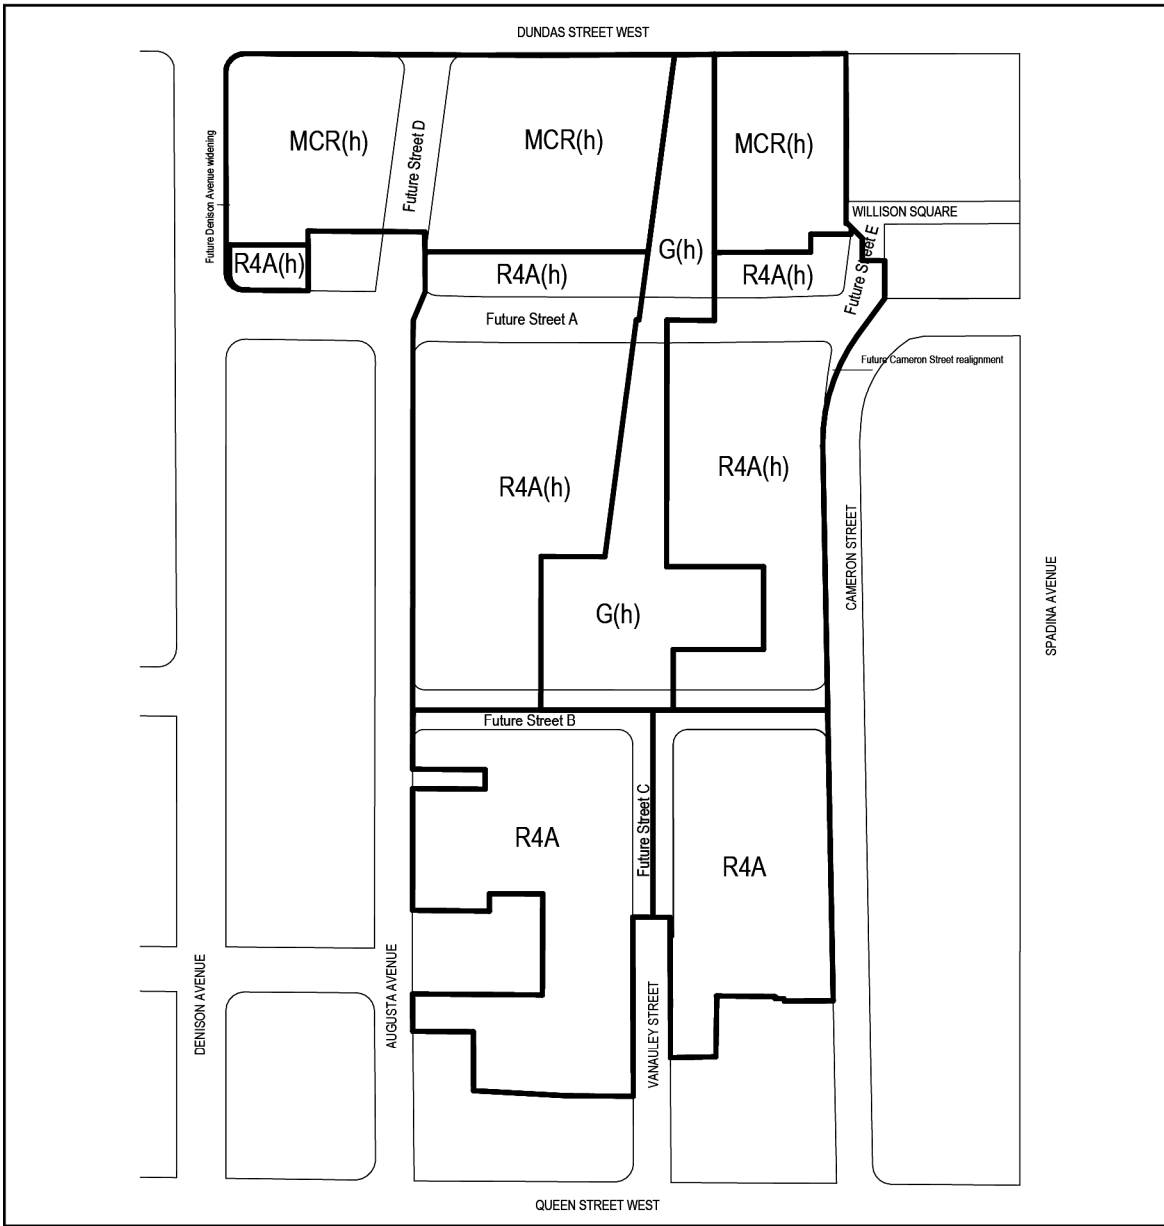 DUNDAS STREET WEST
MCR(h)
Future Street D
MCR(h)
MCR(h)
Future Denison Avenue widening
WILLISON SQUARE
Future Street E
G(h)
R4A(h)
R4A(h)
R4A(h)
Future Street A
Future Cameron Street realignment
R4A(h)
R4A(h)
CAMERON STREET
SPADINA AVENUE
G(h)
Future Street B
Future Street C
R4A
R4A
DENISON AVENUE
AUGUSTA AVENUE
VANAULEY STREET
QUEEN STREET WEST